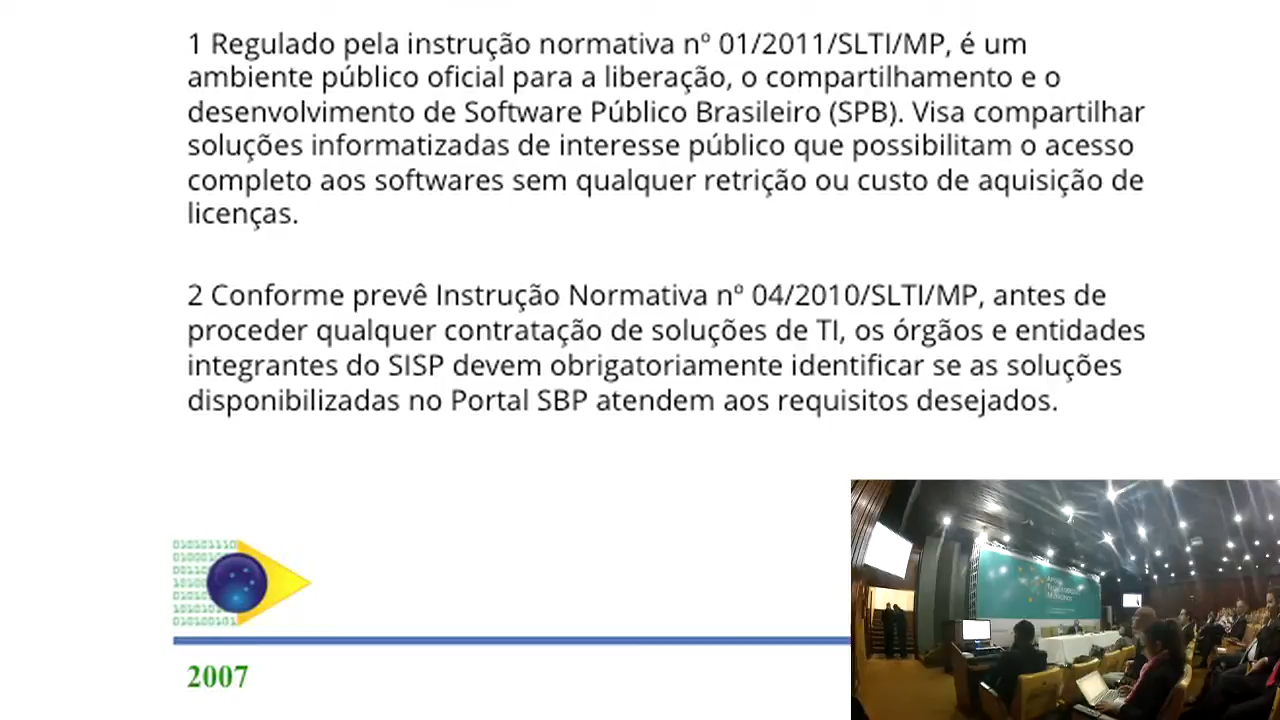 1 Regulado pela instrução normativa nº 01/2011/SLTI/MP, é um
ambiente público oficial para a liberação, o compartilhamento e o
desenvolvimento de Software Público Brasileiro (SPB). Visa compartilhar
soluções informatizadas de interesse público que possibilitam o acesso
completo aos softwares sem qualquer retrição ou custo de aquisição de
licenças.
2 Conforme prevê Instrução Normativa nº 04/2010/SLTI/MP, antes de
proceder qualquer contratação de soluções de TI, os órgãos e entidades
integrantes do SISP devem obrigatoriamente identificar se as soluções
disponibilizadas no Portal SBP atendem aos requisitos desejados.
2007